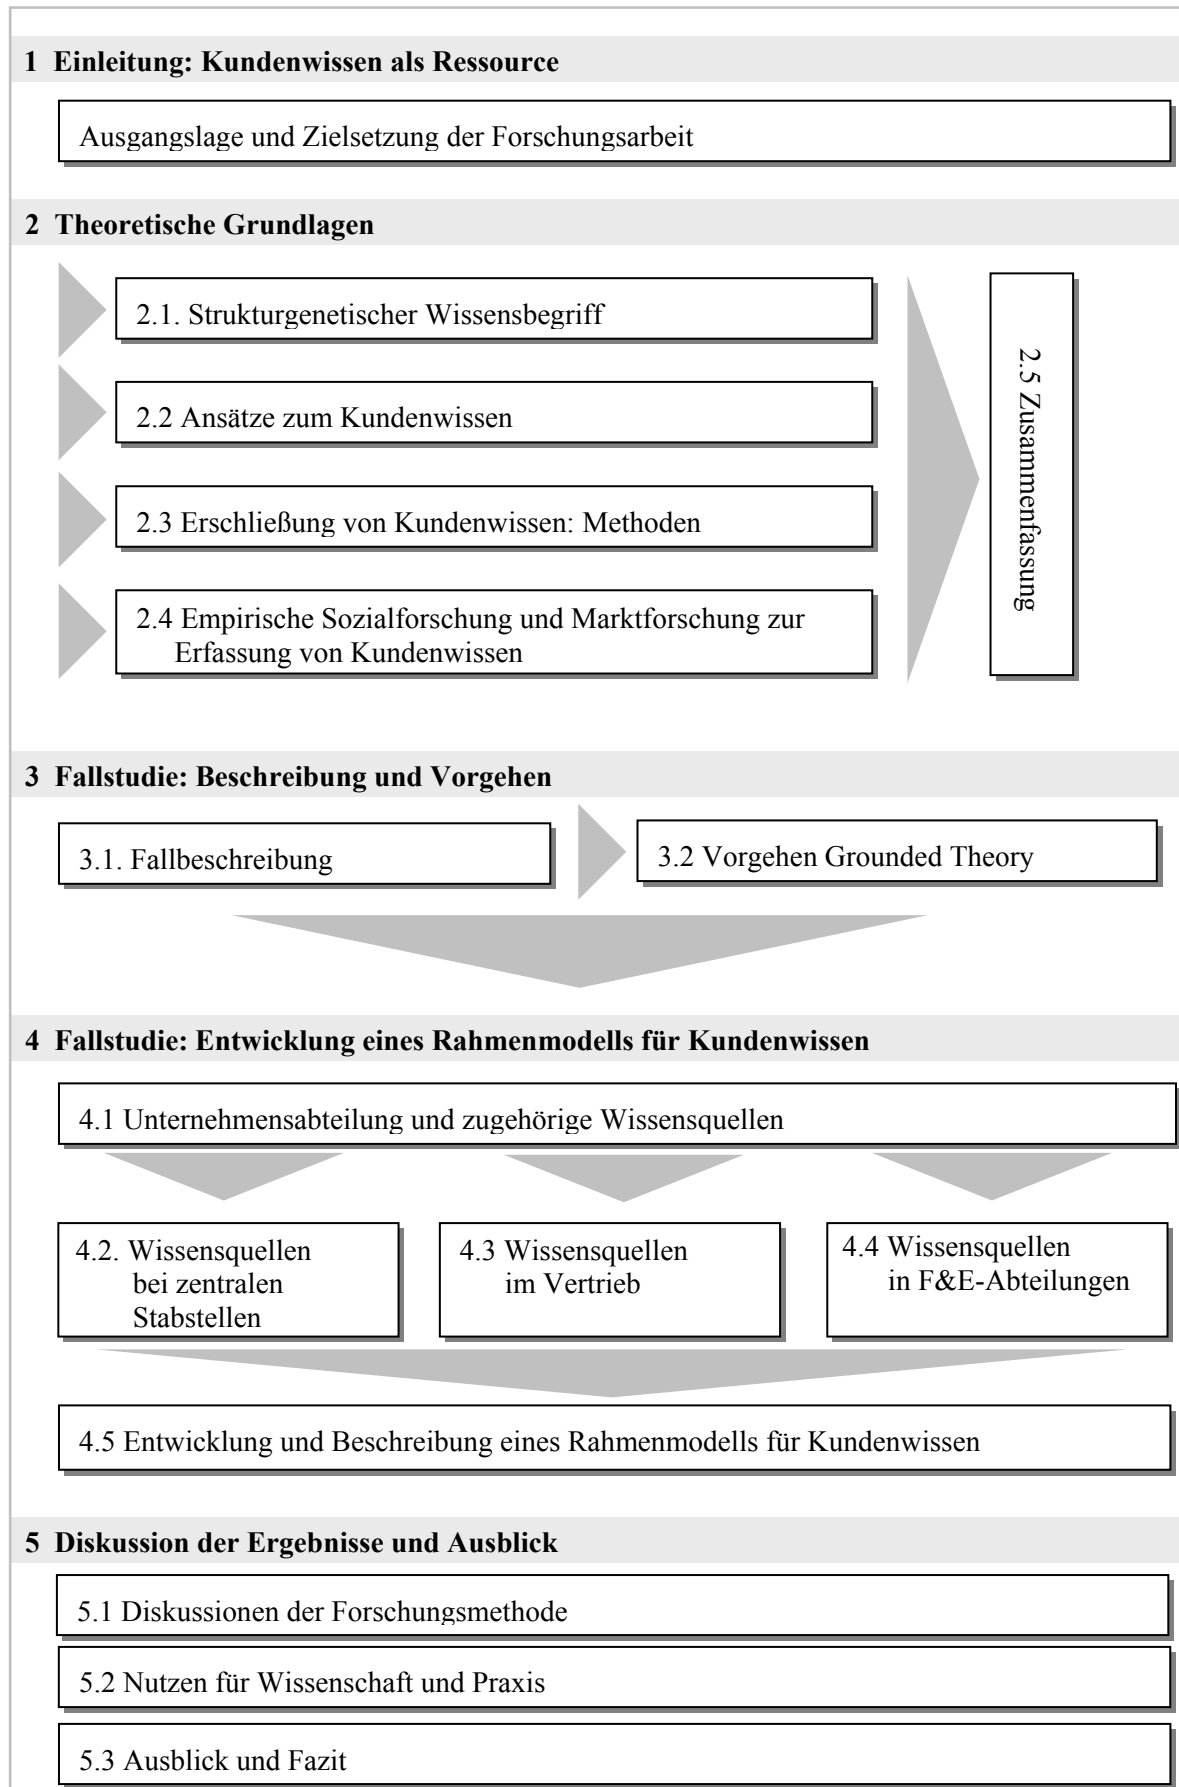 1 Einleitung: Kundenwissen als Ressource
Ausgangslage und Zielsetzung der Forschungsarbeit
2 Theoretische Grundlagen
2.1. Strukturgenetischer Wissensbegriff
2.2 Ansätze zum Kundenwissen
2.3 Erschließung von Kundenwissen: Methoden
2.4 Empirische Sozialforschung und Marktforschung zur
Erfassung von Kundenwissen
2.5 Zusammenfassung
3 Fallstudie: Beschreibung und Vorgehen
3.1. Fallbeschreibung
3.2 Vorgehen Grounded Theory
4 Fallstudie: Entwicklung eines Rahmenmodells für Kundenwissen
4.1 Unternehmensabteilung und zugehörige Wissensquellen
4.2. Wissensquellen
bei zentralen
Stabstellen
4.3 Wissensquellen
im Vertrieb
4.4 Wissensquellen
in F&E-Abteilungen
4.5 Entwicklung und Beschreibung eines Rahmenmodells für Kundenwissen
5 Diskussion der Ergebnisse und Ausblick
5.1 Diskussionen der Forschungsmethode
5.2 Nutzen für Wissenschaft und Praxis
5.3 Ausblick und Fazit